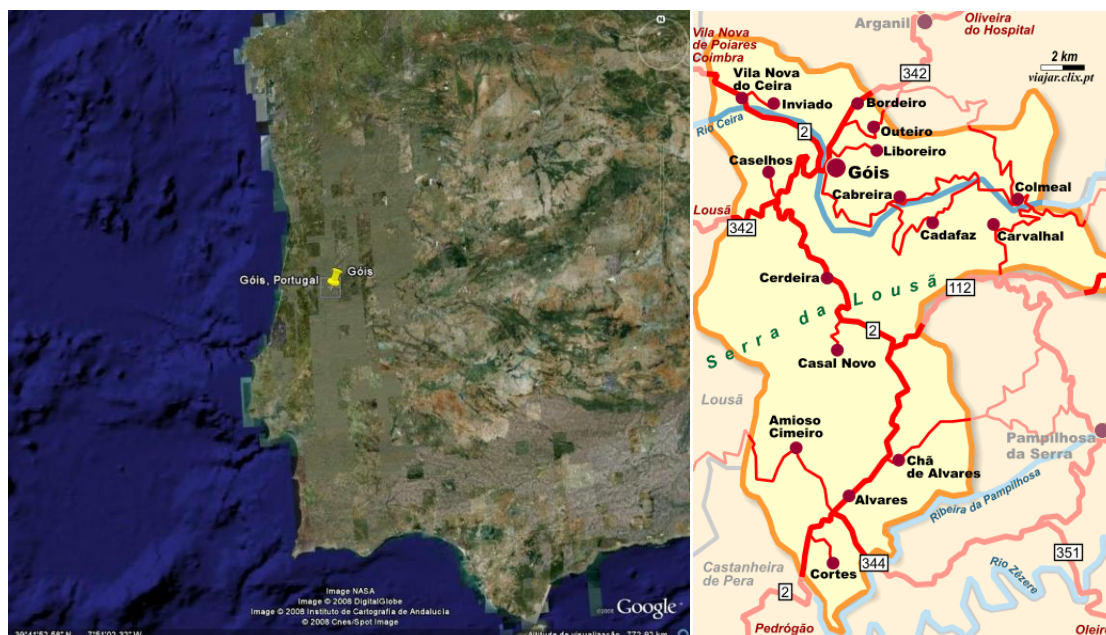 N
Góis
Góis, Portugal
Image NASA
Image © 2008 DigitalGlobe
Image © 2008 Instituto de Cartografia de Andalucia
© 2008 Cnes/Spot Image
©2008 Google
Arganil
Oliveira
do Hospital
Vila Nova
de Poiares
Coimbra
2 km
viajar.clix.pt
342
Vila Nova
do Ceira
Inviado
Bordeiro
Rio Ceira
2
Outeiro
Liboreiro
Caselhos
Góis
Cabreira
Colmeal
Lousã
342
Cadafaz
Carvalhal
Cerdeira
Serra da Lousã
112
2
Casal Novo
Lousã
Amioso
Cimeiro
Pampilhosa
da Serra
Chã
de Alvares
Alvares
Ribeira da Pampilhosa
Castanheira
de Pera
Cortes
344
351
Rio Zêzere
2
Pedrógão
Oleir